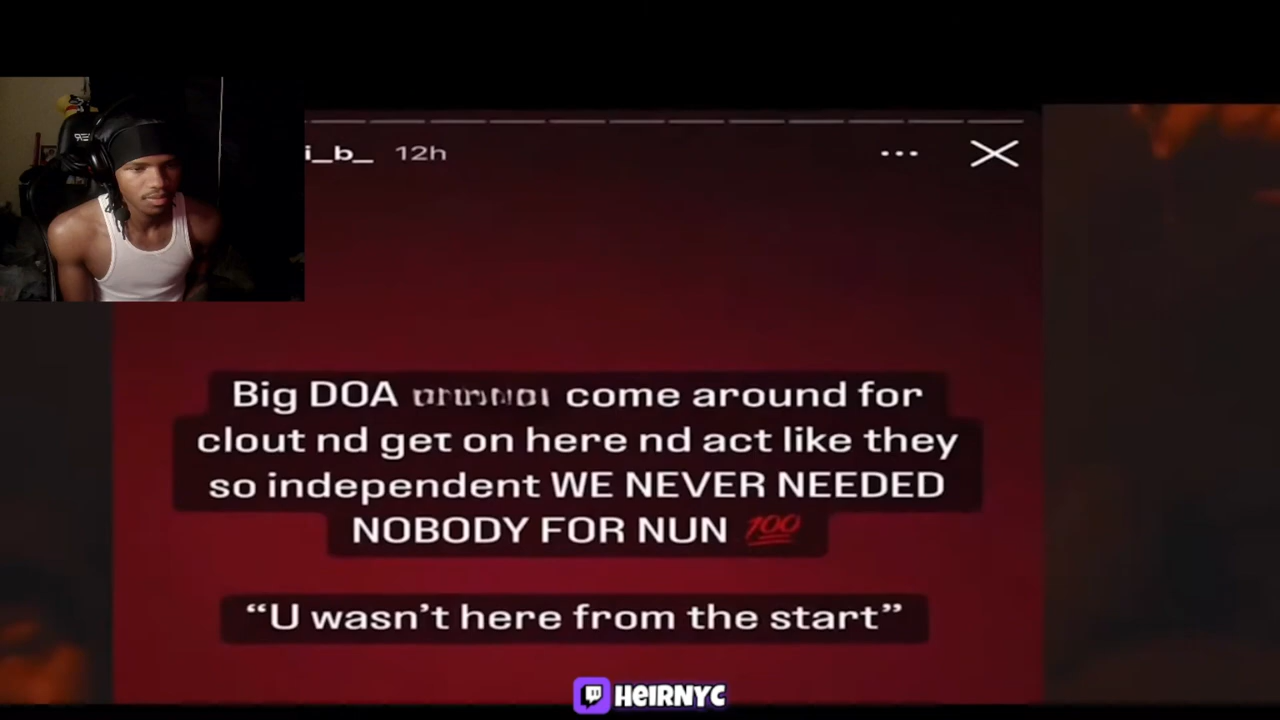 i_b_ 12h
Big DOA come around for
clout nd get on here nd act like they
so independent WE NEVER NEEDED
NOBODY FOR NUN 💯
“U wasn’t here from the start”
HEIRNYC